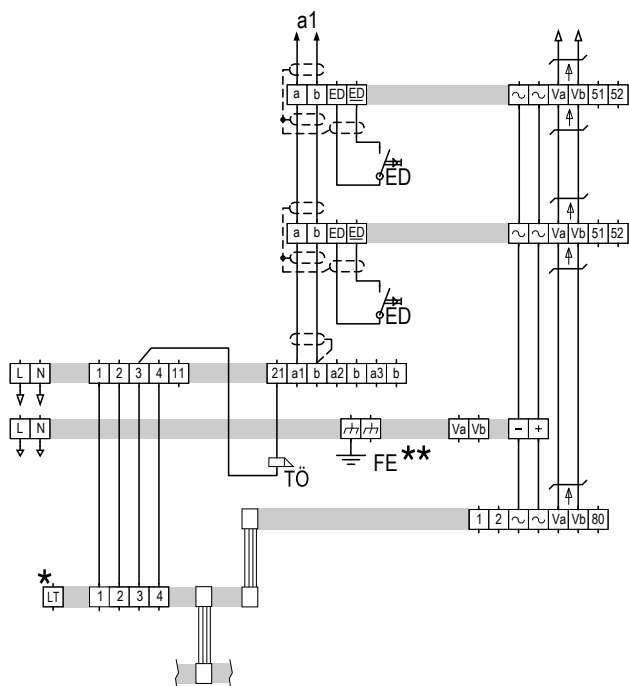 a1
a b ED ED ~ ~ Va Vb 51 52
ED
a b ED ED ~ ~ Va Vb 51 52
ED
L N 1 2 3 4 11 21 a1 b a2 b a3 b
L N Va Vb - +
TÖ FE **
1 2 ~ ~ Va Vb 80
*
LT 1 2 3 4